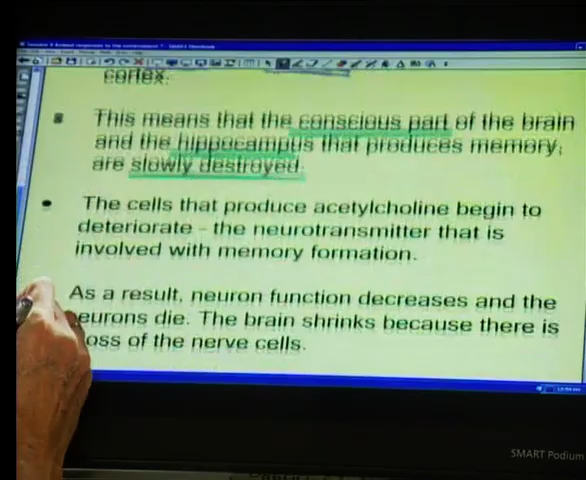 cortex.
This means that the conscious part of the brain
and the hippocampus that produces memory,
are slowly destroyed.
The cells that produce acetylcholine begin to
deteriorate - the neurotransmitter that is
involved with memory formation.
As a result, neuron function decreases and the
eurons die. The brain shrinks because there is
oss of the nerve cells.
SMART Podium